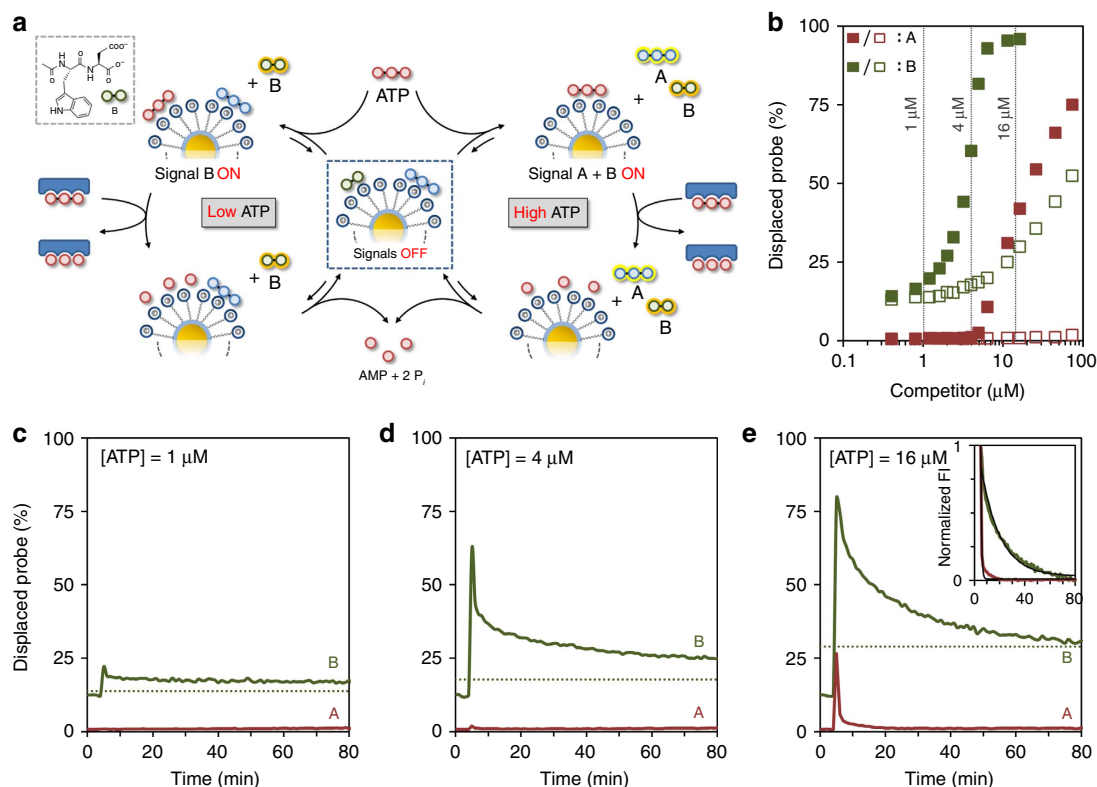 a
COO⁻
O
H
N
N
H
O⁻
O
O
HN
B
+ B
ATP
A
+
B
Signal B ON
Signal A + B ON
Low ATP
High ATP
Signals OFF
+ B
+ A
B
AMP + 2 Pᵢ
b
Displaced probe (%)
100
75
50
25
0
■/□ : A
■/□ : B
1 μM
4 μM
16 μM
0.1
1
10
100
Competitor (μM)
c
[ATP] = 1 μM
Displaced probe (%)
100
75
50
25
0
B
A
0 20 40 60 80
Time (min)
d
[ATP] = 4 μM
100
75
50
25
0
B
A
0 20 40 60 80
Time (min)
e
[ATP] = 16 μM
100
75
50
25
0
B
A
0 20 40 60 80
Time (min)
Normalized FI
1
0
0 40 80